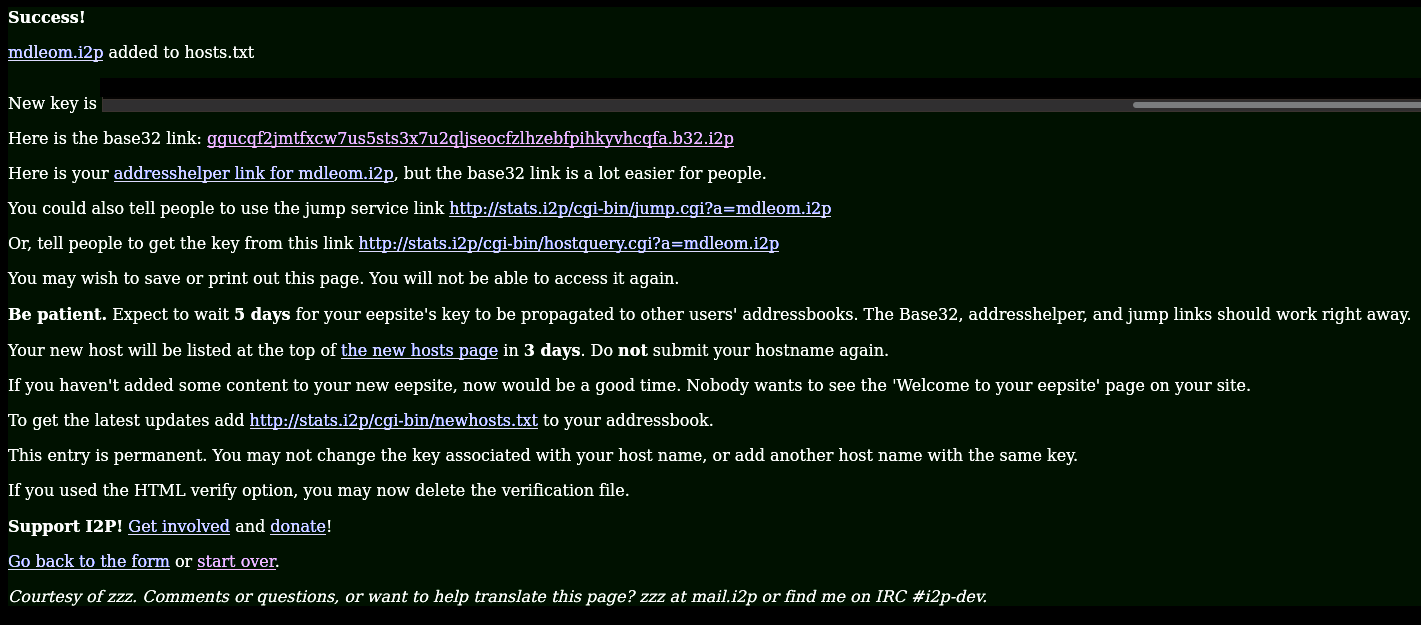 Success!
mdleom.i2p added to hosts.txt
New key is
Here is the base32 link: ggucqf2jmtfxcw7us5sts3x7u2qljseocfzlhzebfpihkyvhcqfa.b32.i2p
Here is your addresshelper link for mdleom.i2p, but the base32 link is a lot easier for people.
You could also tell people to use the jump service link http://stats.i2p/cgi-bin/jump.cgi?a=mdleom.i2p
Or, tell people to get the key from this link http://stats.i2p/cgi-bin/hostquery.cgi?a=mdleom.i2p
You may wish to save or print out this page. You will not be able to access it again.
Be patient. Expect to wait 5 days for your eepsite's key to be propagated to other users' addressbooks. The Base32, addresshelper, and jump links should work right away.
Your new host will be listed at the top of the new hosts page in 3 days. Do not submit your hostname again.
If you haven't added some content to your new eepsite, now would be a good time. Nobody wants to see the 'Welcome to your eepsite' page on your site.
To get the latest updates add http://stats.i2p/cgi-bin/newhosts.txt to your addressbook.
This entry is permanent. You may not change the key associated with your host name, or add another host name with the same key.
If you used the HTML verify option, you may now delete the verification file.
Support I2P! Get involved and donate!
Go back to the form or start over.
Courtesy of zzz. Comments or questions, or want to help translate this page? zzz at mail.i2p or find me on IRC #i2p-dev.